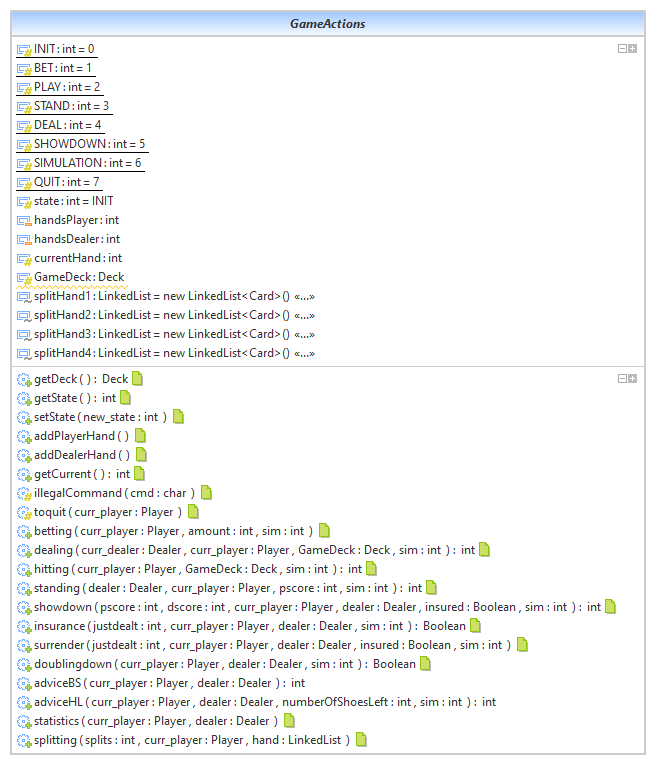 GameActions
INIT : int = 0
BET : int = 1
PLAY : int = 2
STAND : int = 3
DEAL : int = 4
SHOWDOWN : int = 5
SIMULATION : int = 6
QUIT : int = 7
state : int = INIT
handsPlayer : int
handsDealer : int
currentHand : int
GameDeck : Deck
splitHand1 : LinkedList = new LinkedList<Card>() «...»
splitHand2 : LinkedList = new LinkedList<Card>() «...»
splitHand3 : LinkedList = new LinkedList<Card>() «...»
splitHand4 : LinkedList = new LinkedList<Card>() «...»
getDeck ( ) : Deck
getState ( ) : int
setState ( new_state : int )
addPlayerHand ( )
addDealerHand ( )
getCurrent ( ) : int
illegalCommand ( cmd : char )
toquit ( curr_player : Player )
betting ( curr_player : Player , amount : int , sim : int )
dealing ( curr_dealer : Dealer , curr_player : Player , GameDeck : Deck , sim : int ) : int
hitting ( curr_player : Player , GameDeck : Deck , sim : int ) : int
standing ( dealer : Dealer , curr_player : Player , pscore : int , sim : int ) : int
showdown ( pscore : int , dscore : int , curr_player : Player , dealer : Dealer , insured : Boolean , sim : int ) : int
insurance ( justdealt : int , curr_player : Player , dealer : Dealer , sim : int ) : Boolean
surrender ( justdealt : int , curr_player : Player , dealer : Dealer , insured : Boolean , sim : int )
doublingdown ( curr_player : Player , dealer : Dealer , sim : int ) : Boolean
adviceBS ( curr_player : Player , dealer : Dealer ) : int
adviceHL ( curr_player : Player , dealer : Dealer , numberOfShoesLeft : int , sim : int ) : int
statistics ( curr_player : Player , dealer : Dealer )
splitting ( splits : int , curr_player : Player , hand : LinkedList )